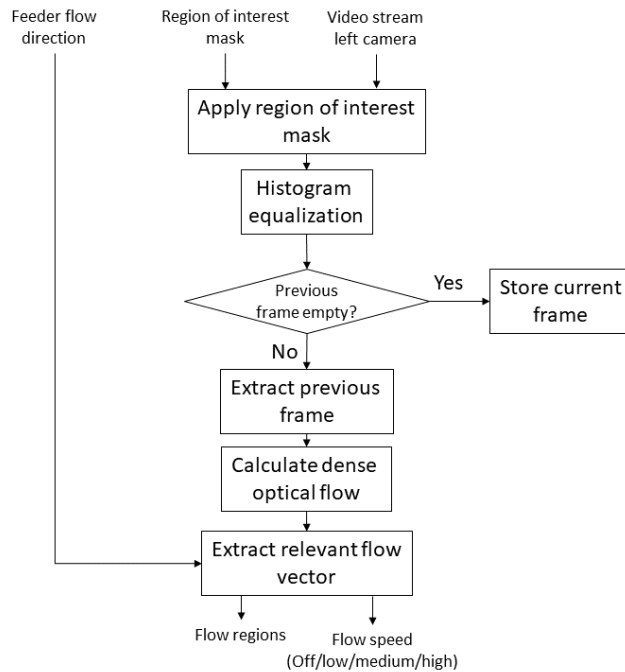 Feeder flow
direction
Region of interest
mask
Video stream
left camera
Apply region of interest
mask
Histogram
equalization
Previous
frame empty?
Yes
Store current
frame
No
Extract previous
frame
Calculate dense
optical flow
Extract relevant flow
vector
Flow regions
Flow speed
(Off/low/medium/high)